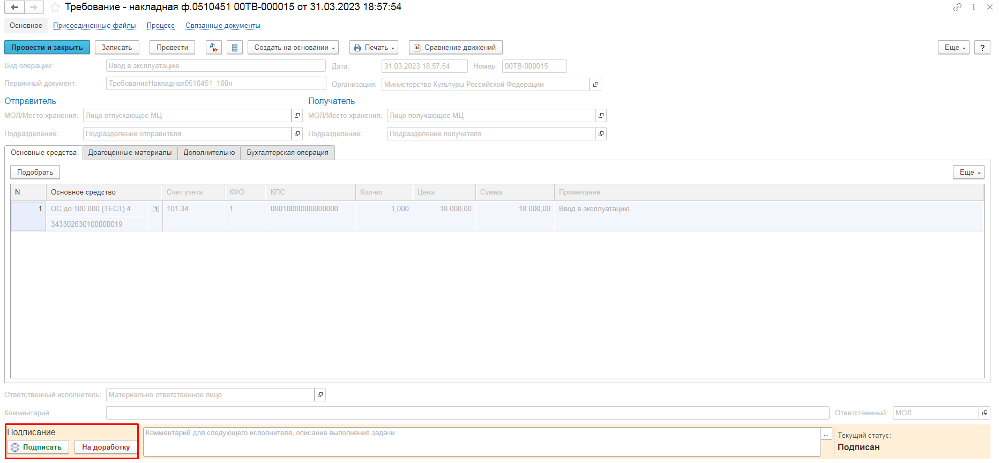 Требование - накладная ф.0510451 00ТВ-000015 от 31.03.2023 18:57:54
Основное Присоединенные файлы Процесс Связанные документы
Провести и закрыть Записать Провести Дт Кт Создать на основании Печать Сравнение движений Еще ?
Вид операции: Ввод в эксплуатацию Дата: 31.03.2023 18:57:54 Номер: 00ТВ-000015
Первичный документ: ТребованиеНакладная0510451_100н Организация: Министерство Культуры Российской Федерации
Отправитель Получатель
МОЛ/Место хранения: Лицо отпускающее МЦ МОЛ/Место хранения: Лицо получающее МЦ
Подразделение: Подразделение отправителя Подразделение: Подразделение получателя
Основные средства Драгоценные материалы Дополнительно Бухгалтерская операция
Подобрать Еще
N Основное средство Счет учета КФО КПС Кол-во Цена Сумма Примечание
1 ОС до 100.000 (ТЕСТ) 4 1 101.34 1 08010000000000000 1,000 18 000,00 18 000,00 Ввод в эксплуатацию
343302630100000019
Ответственный исполнитель: Материально ответственное лицо
Комментарий: Ответственный: МОЛ
Подписание Комментарий для следующего исполнителя, описание выполнения задачи ... Текущий статус:
Подписать На доработку Подписан